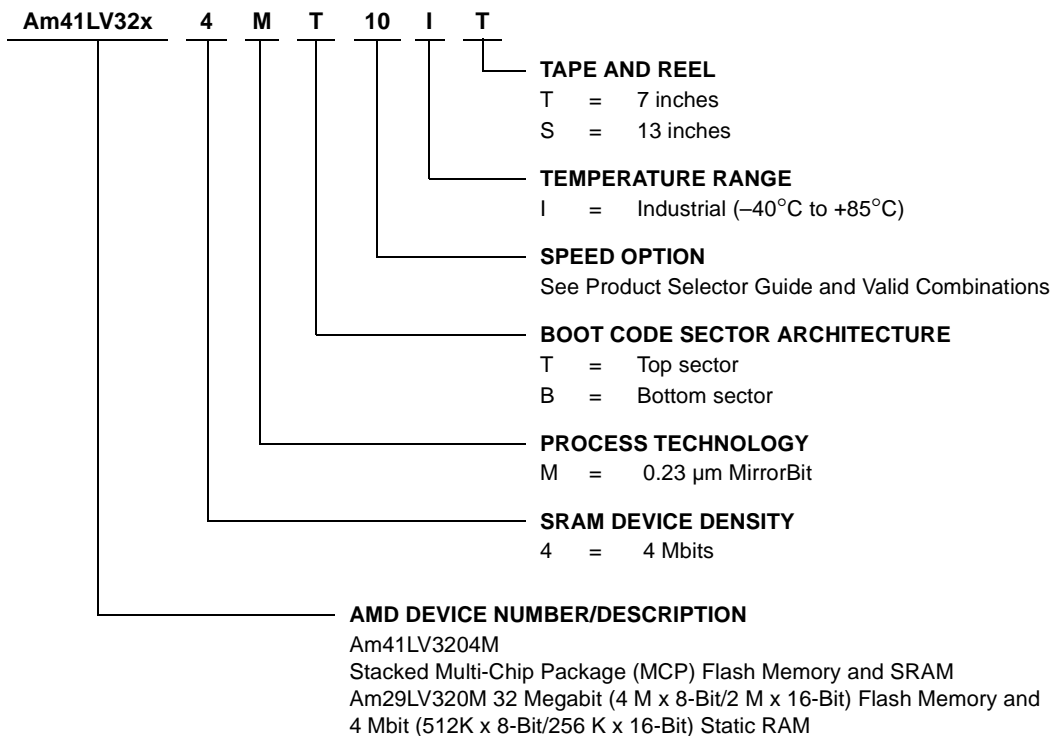 Am41LV32x 4 M T 10 I T
TAPE AND REEL
T = 7 inches
S = 13 inches
TEMPERATURE RANGE
I = Industrial (–40°C to +85°C)
SPEED OPTION
See Product Selector Guide and Valid Combinations
BOOT CODE SECTOR ARCHITECTURE
T = Top sector
B = Bottom sector
PROCESS TECHNOLOGY
M = 0.23 µm MirrorBit
SRAM DEVICE DENSITY
4 = 4 Mbits
AMD DEVICE NUMBER/DESCRIPTION
Am41LV3204M
Stacked Multi-Chip Package (MCP) Flash Memory and SRAM
Am29LV320M 32 Megabit (4 M x 8-Bit/2 M x 16-Bit) Flash Memory and
4 Mbit (512K x 8-Bit/256 K x 16-Bit) Static RAM